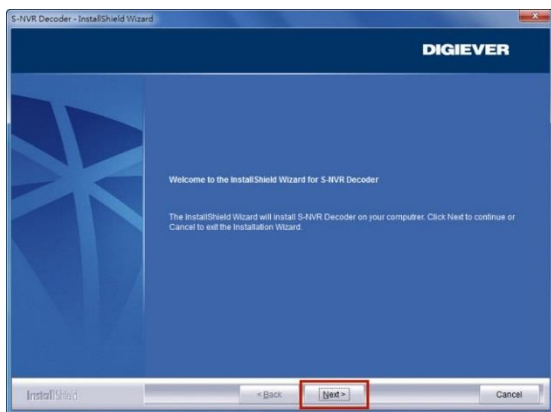 S-NVR Decoder - InstallShield Wizard
DIGIEVER
Welcome to the InstallShield Wizard for S-NVR Decoder
The InstallShield Wizard will install S-NVR Decoder on your computrer. Click Next to continue or
Cancel to exit the Installation Wizard.
InstallShield
< Back
Next >
Cancel